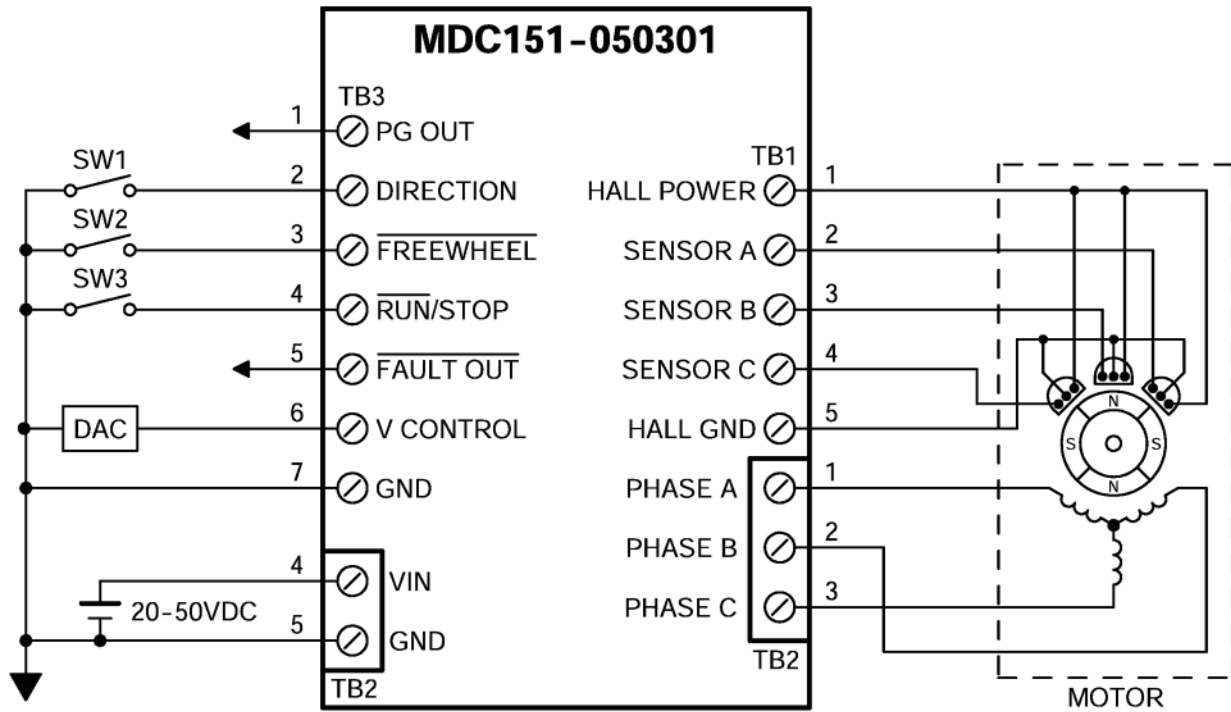 MDC151-050301
TB3
1 PG OUT
SW1
2 DIRECTION
SW2
3 FREEWHEEL
SW3
4 RUN/STOP
5 FAULT OUT
DAC 6 V CONTROL
7 GND
4 VIN
20-50VDC
5 GND
TB2
TB1
HALL POWER 1
SENSOR A 2
SENSOR B 3
SENSOR C 4
HALL GND 5
PHASE A 1
PHASE B 2
PHASE C 3
TB2
N
S S
N
MOTOR